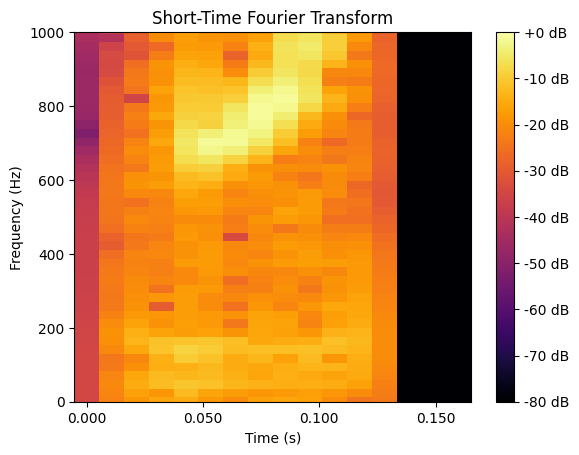 Short-Time Fourier Transform
Frequency (Hz)
1000
800
600
400
200
0
0.000
0.050
0.100
0.150
Time (s)
+0 dB
-10 dB
-20 dB
-30 dB
-40 dB
-50 dB
-60 dB
-70 dB
-80 dB